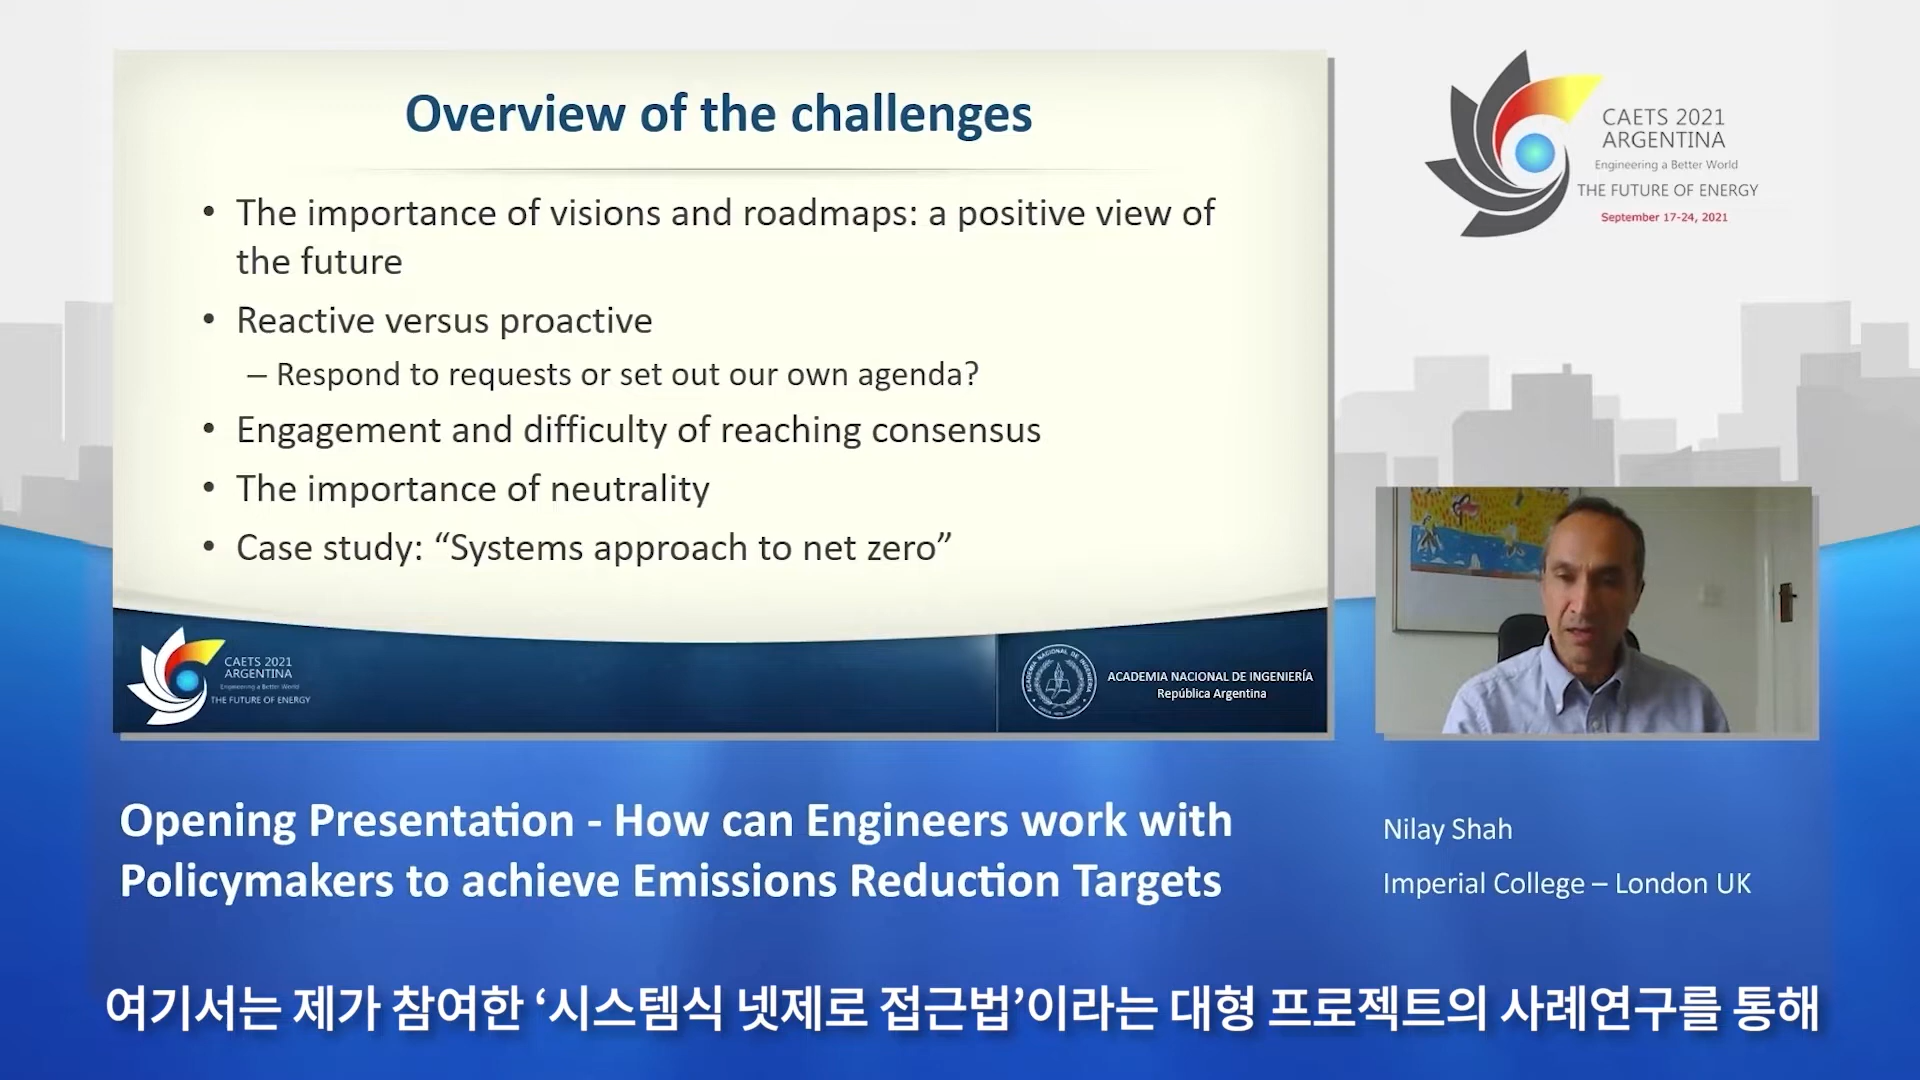 Overview of the challenges
• The importance of visions and roadmaps: a positive view of
the future
• Reactive versus proactive
– Respond to requests or set out our own agenda?
• Engagement and difficulty of reaching consensus
• The importance of neutrality
• Case study: “Systems approach to net zero”
CAETS 2021
ARGENTINA
Engineering a Better World
THE FUTURE OF ENERGY
ACADEMIA NACIONAL DE INGENIERÍA
República Argentina
CAETS 2021
ARGENTINA
Engineering a Better World
THE FUTURE OF ENERGY
September 17-24, 2021
Opening Presentation - How can Engineers work with
Policymakers to achieve Emissions Reduction Targets
Nilay Shah
Imperial College – London UK
여기서는 제가 참여한 ‘시스템식 넷제로 접근법’이라는 대형 프로젝트의 사례연구를 통해